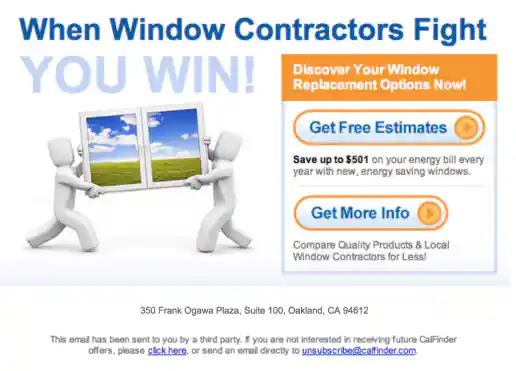 When Window Contractors Fight
YOU WIN!
Discover Your Window
Replacement Options Now!
Get Free Estimates
Save up to $501 on your energy bill every
year with new, energy saving windows.
Get More Info
Compare Quality Products & Local
Window Contractors for Less!
350 Frank Ogawa Plaza, Suite 100, Oakland, CA 94612
This email has been sent to you by a third party. If you are not interested in receiving future CalFinder
offers, please click here, or send an email directly to unsubscribe@calfinder.com.